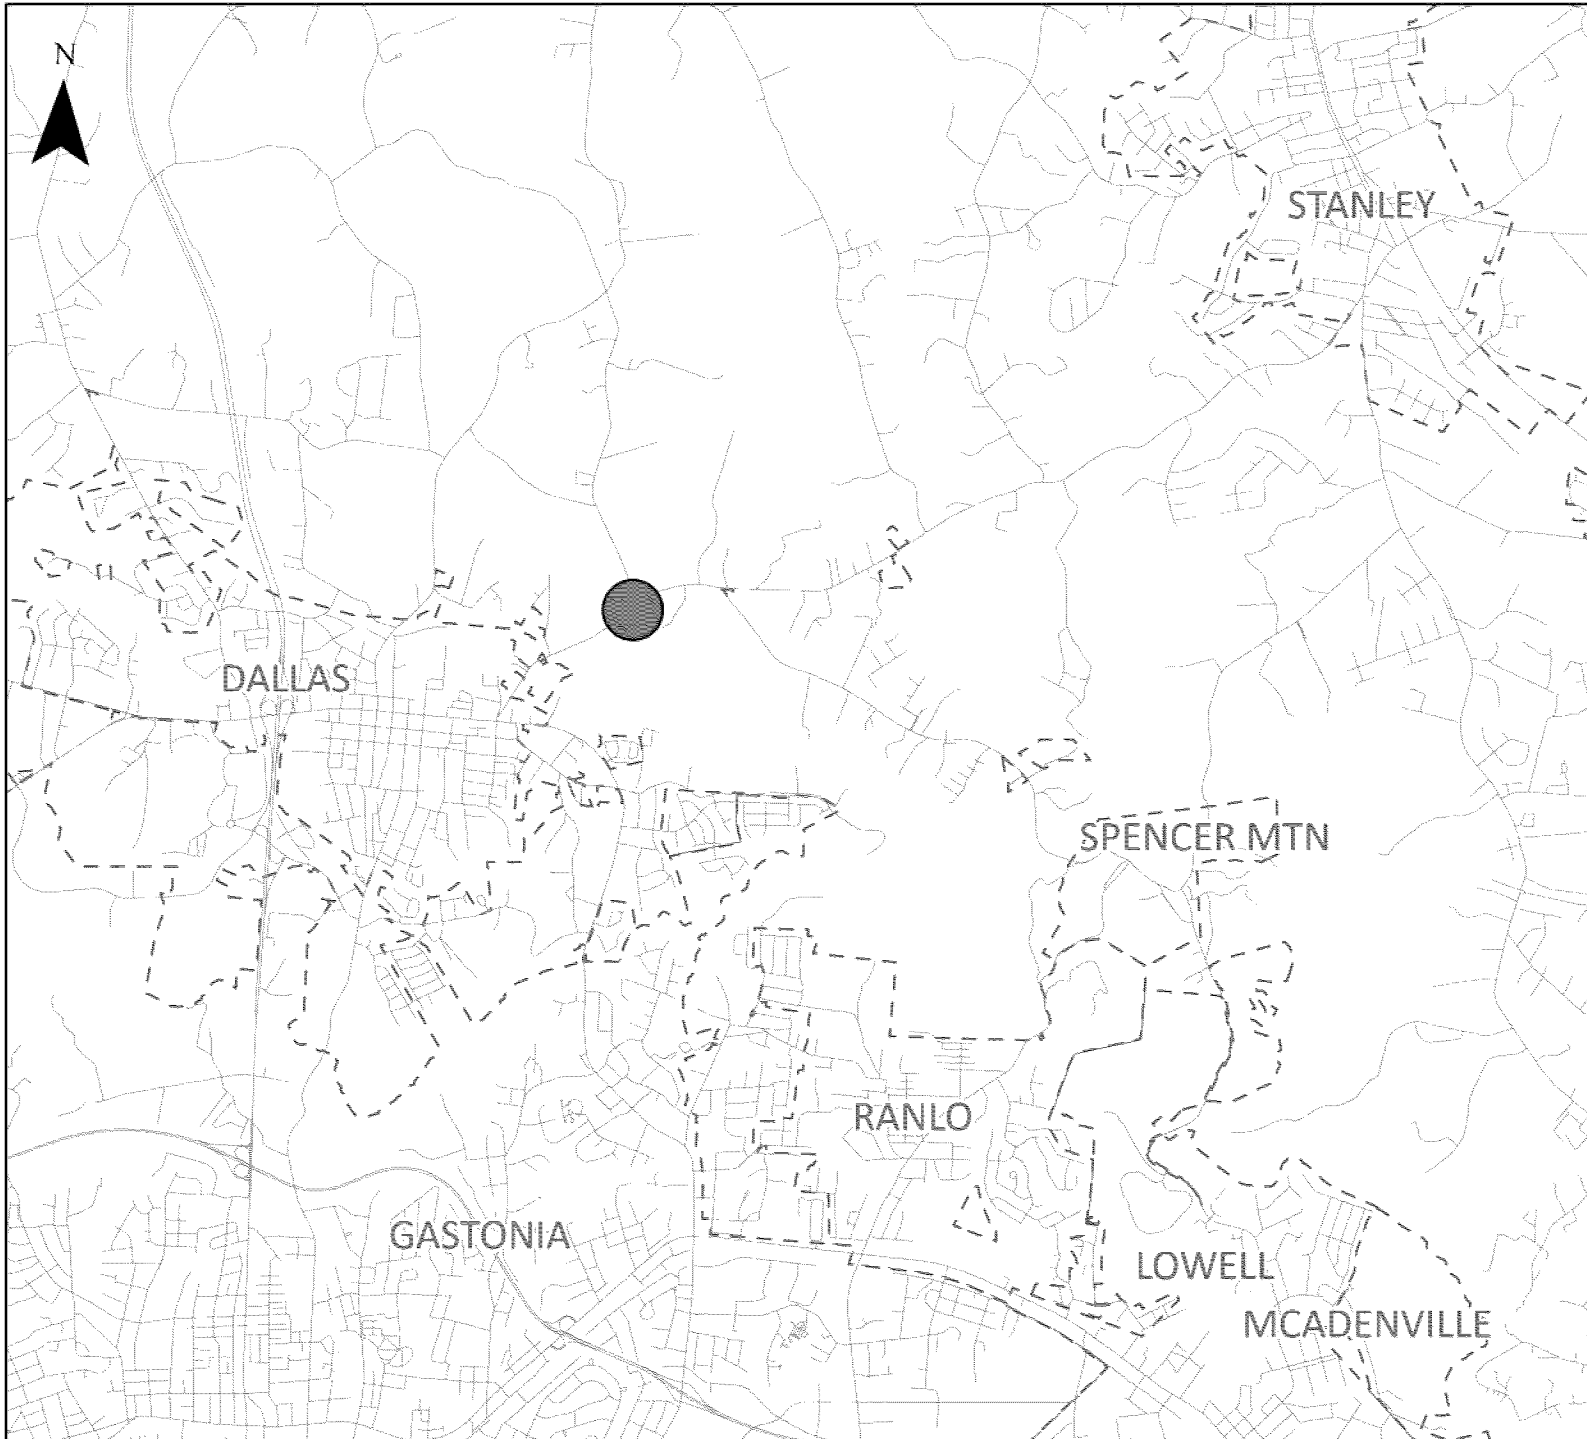 N
STANLEY
DALLAS
SPENCER MTN
RANLO
GASTONIA
LOWELL
MCADENVILLE